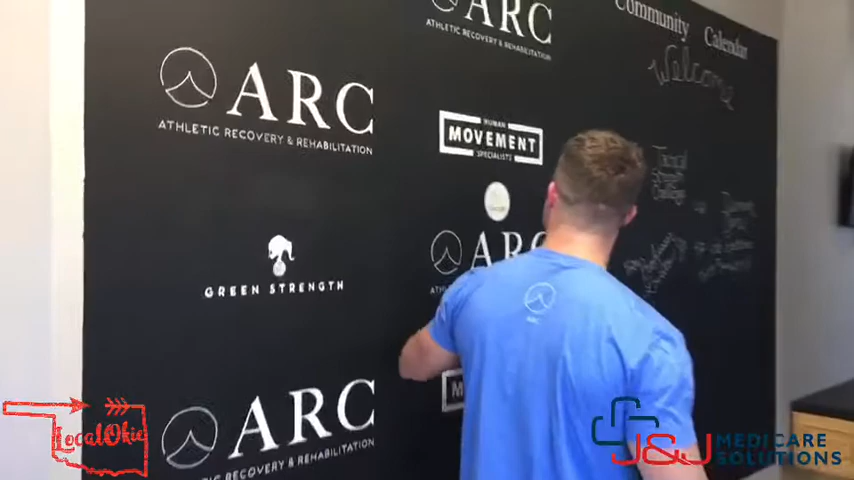 ARC
ATHLETIC RECOVERY & REHABILITATION
ARC
ATHLETIC RECOVERY & REHABILITATION
Community Calendar
Welcome
HUMAN
MOVEMENT
SPECIALISTS
GREEN STRENGTH
ARC
ARC
ARC
ATHLETIC RECOVERY & REHABILITATION
LocalOkie
J&J MEDICARE
SOLUTIONS